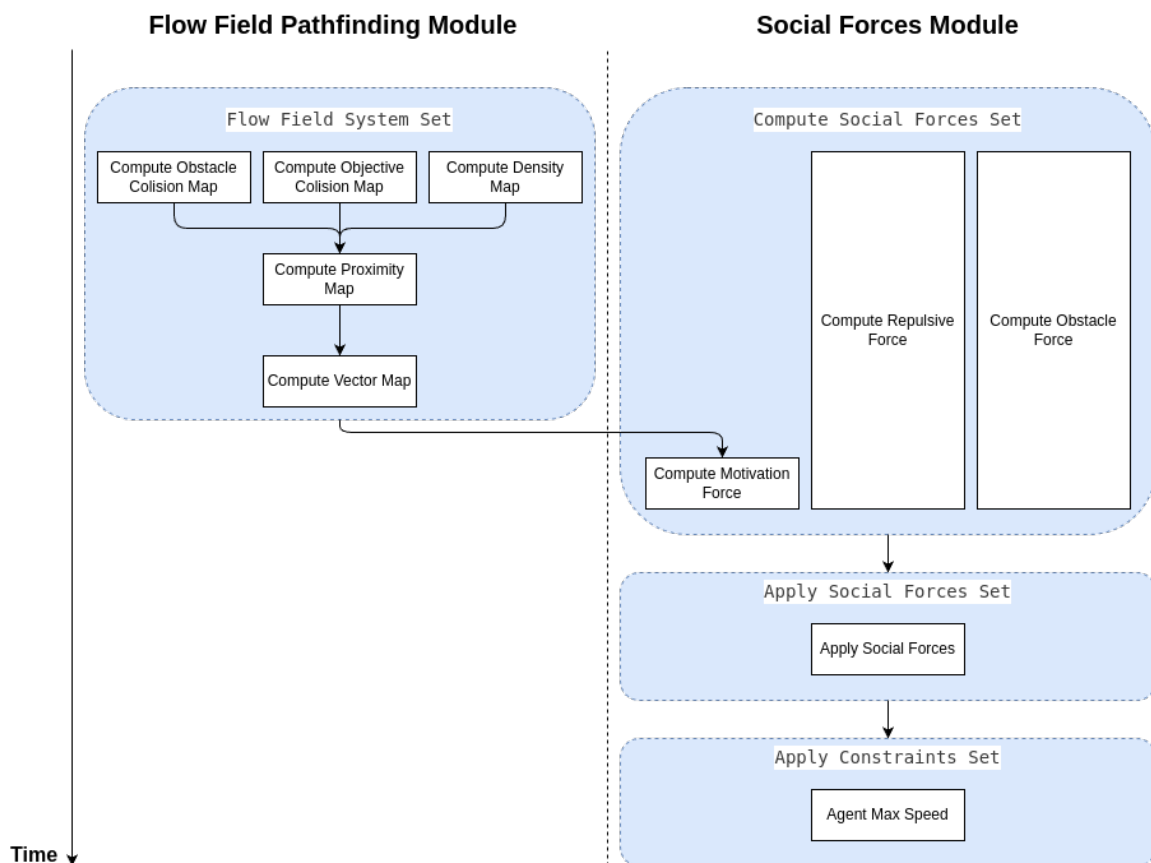 Flow Field Pathfinding Module
Social Forces Module
Flow Field System Set
Compute Obstacle
Colision Map
Compute Objective
Colision Map
Compute Density
Map
Compute Proximity
Map
Compute Vector Map
Compute Social Forces Set
Compute Repulsive
Force
Compute Obstacle
Force
Compute Motivation
Force
Apply Social Forces Set
Apply Social Forces
Apply Constraints Set
Agent Max Speed
Time